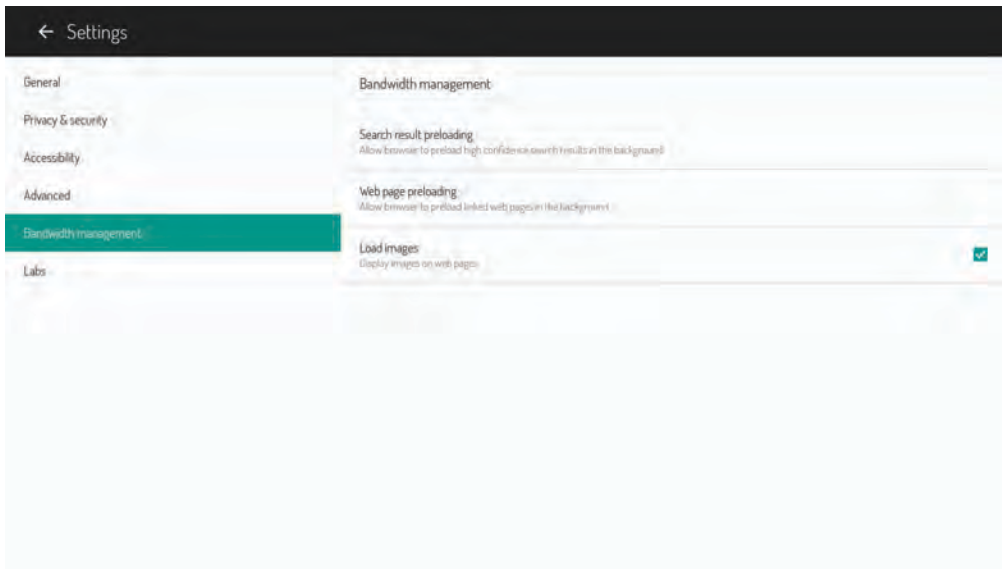 Settings
General
Privacy & security
Accessibility
Advanced
Bandwidth management
Labs
Bandwidth management
Search result preloading
Allow browser to preload high confidence search results in the background
Web page preloading
Allow browser to preload linked web pages in the background
Load images
Display images on web pages